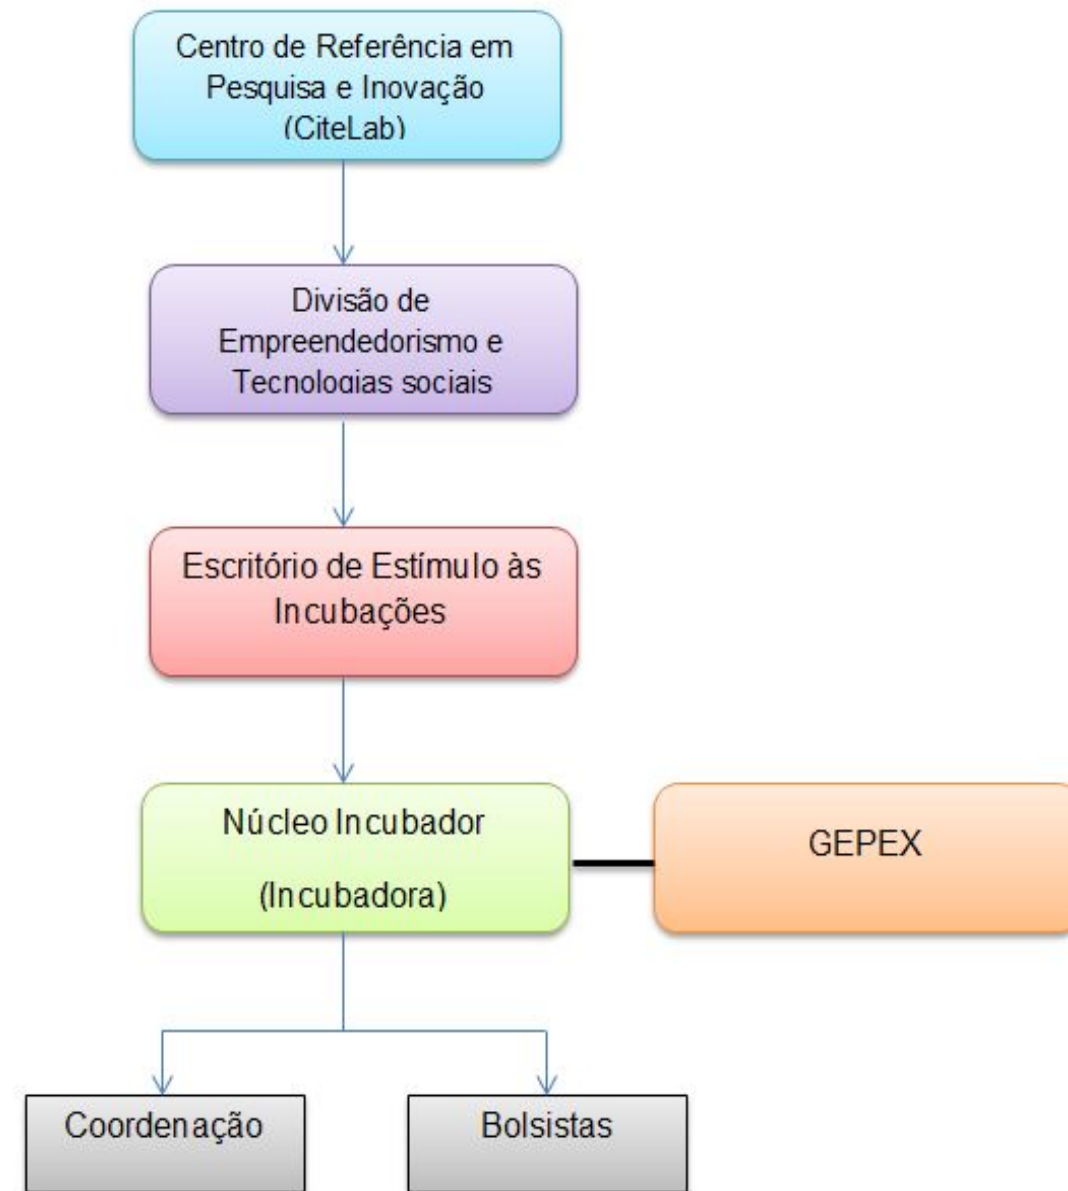 Centro de Referência em
Pesquisa e Inovação
(CiteLab)
Divisão de
Empreendedorismo e
Tecnologias sociais
Escritório de Estímulo às
Incubações
Núcleo Incubador
(Incubadora)
GEPEX
Coordenação
Bolsistas